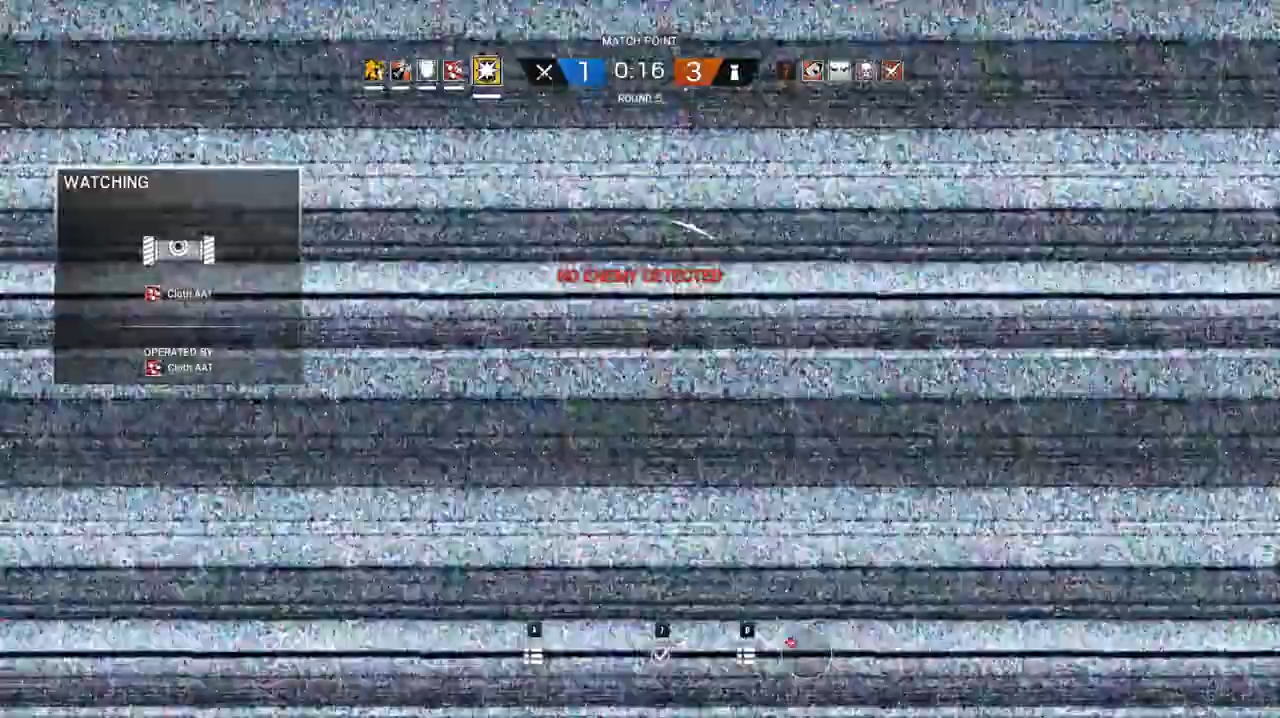 MATCH POINT
1 0:16 3
ROUND 5
WATCHING
NO ENEMY DETECTED
Cloth.AAT
OPERATED BY
Cloth.AAT